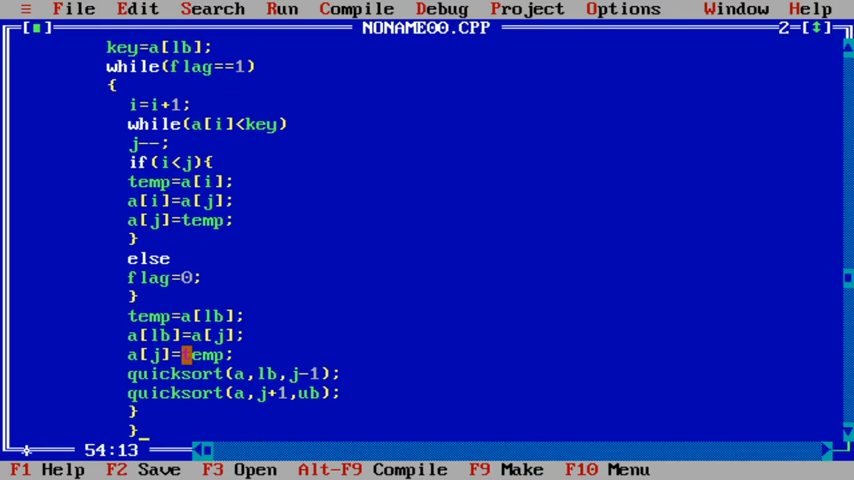 ≡ File Edit Search Run Compile Debug Project Options Window Help
NONAME00.CPP 2
key=a[lb];
while(flag==1)
{
i=i+1;
while(a[i]<key)
j--;
if(i<j){
temp=a[i];
a[i]=a[j];
a[j]=temp;
}
else
flag=0;
}
temp=a[lb];
a[lb]=a[j];
a[j]=temp;
quicksort(a,lb,j-1);
quicksort(a,j+1,ub);
}
}_
* 54:13
F1 Help F2 Save F3 Open Alt-F9 Compile F9 Make F10 Menu